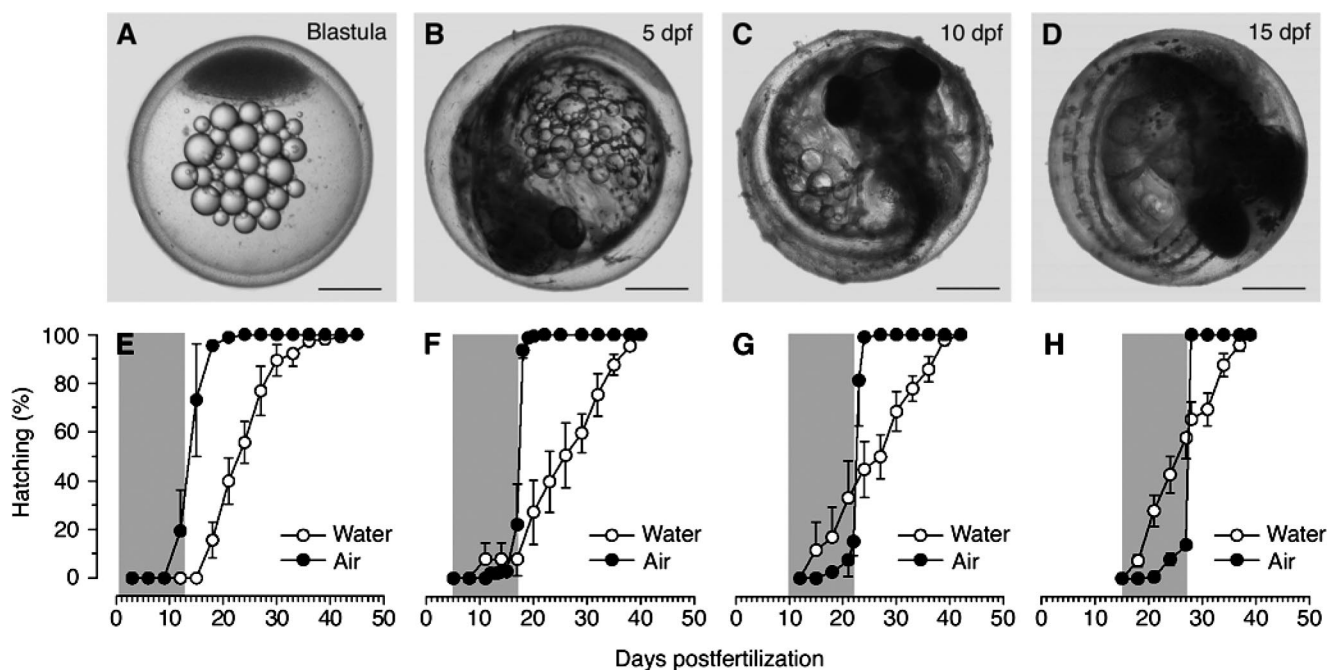 A Blastula
B 5 dpf
C 10 dpf
D 15 dpf
Hatching (%)
100
80
60
40
20
0
E
Water
Air
F
Water
Air
G
Water
Air
H
Water
Air
0 10 20 30 40 50
0 10 20 30 40 50
0 10 20 30 40 50
0 10 20 30 40 50
Days postfertilization